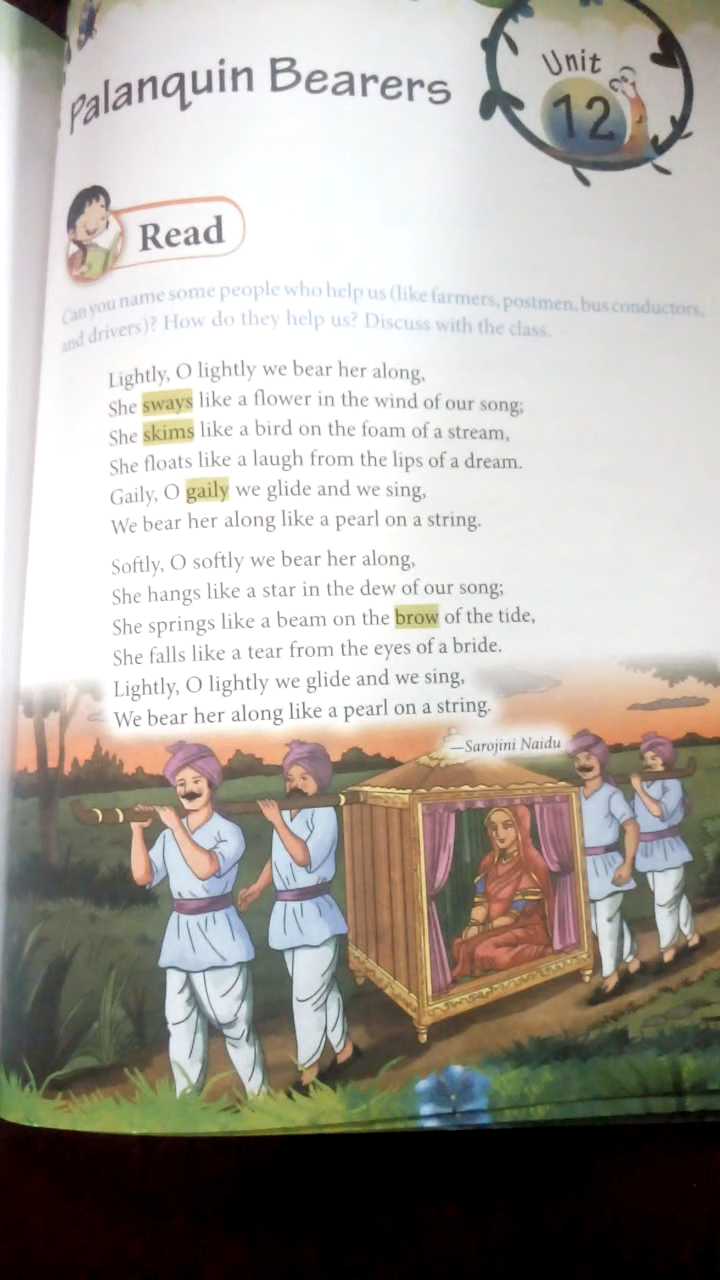 Palanquin Bearers
Unit
12
Read
Can you name some people who help us (like farmers, postmen, bus conductors,
and drivers)? How do they help us? Discuss with the class.
Lightly, O lightly we bear her along,
She sways like a flower in the wind of our song;
She skims like a bird on the foam of a stream,
She floats like a laugh from the lips of a dream.
Gaily, O gaily we glide and we sing,
We bear her along like a pearl on a string.
Softly, O softly we bear her along,
She hangs like a star in the dew of our song;
She springs like a beam on the brow of the tide,
She falls like a tear from the eyes of a bride.
Lightly, O lightly we glide and we sing,
We bear her along like a pearl on a string.
—Sarojini Naidu